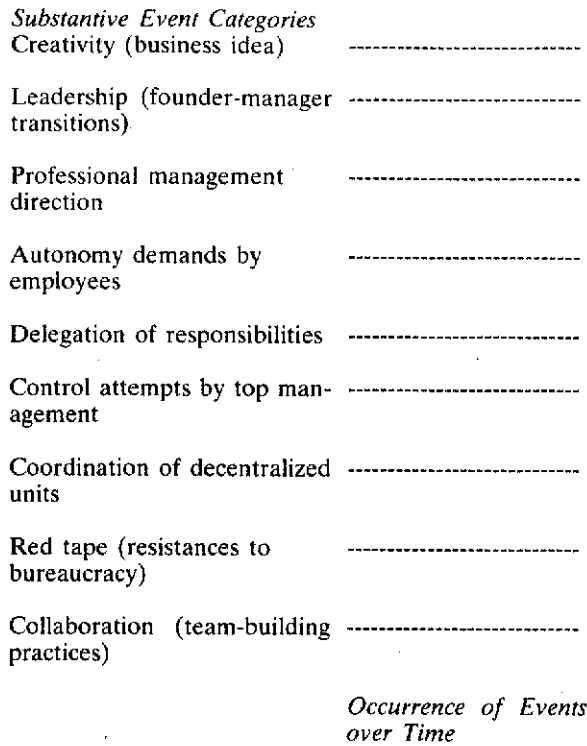 Substantive Event Categories
Creativity (business idea) ----------------------------
Leadership (founder-manager ----------------------------
transitions)
Professional management ----------------------------
direction
Autonomy demands by ----------------------------
employees
Delegation of responsibilities ----------------------------
Control attempts by top man- ----------------------------
agement
Coordination of decentralized ----------------------------
units
Red tape (resistances to ----------------------------
bureaucracy)
Collaboration (team-building ----------------------------
practices)
Occurrence of Events
over Time